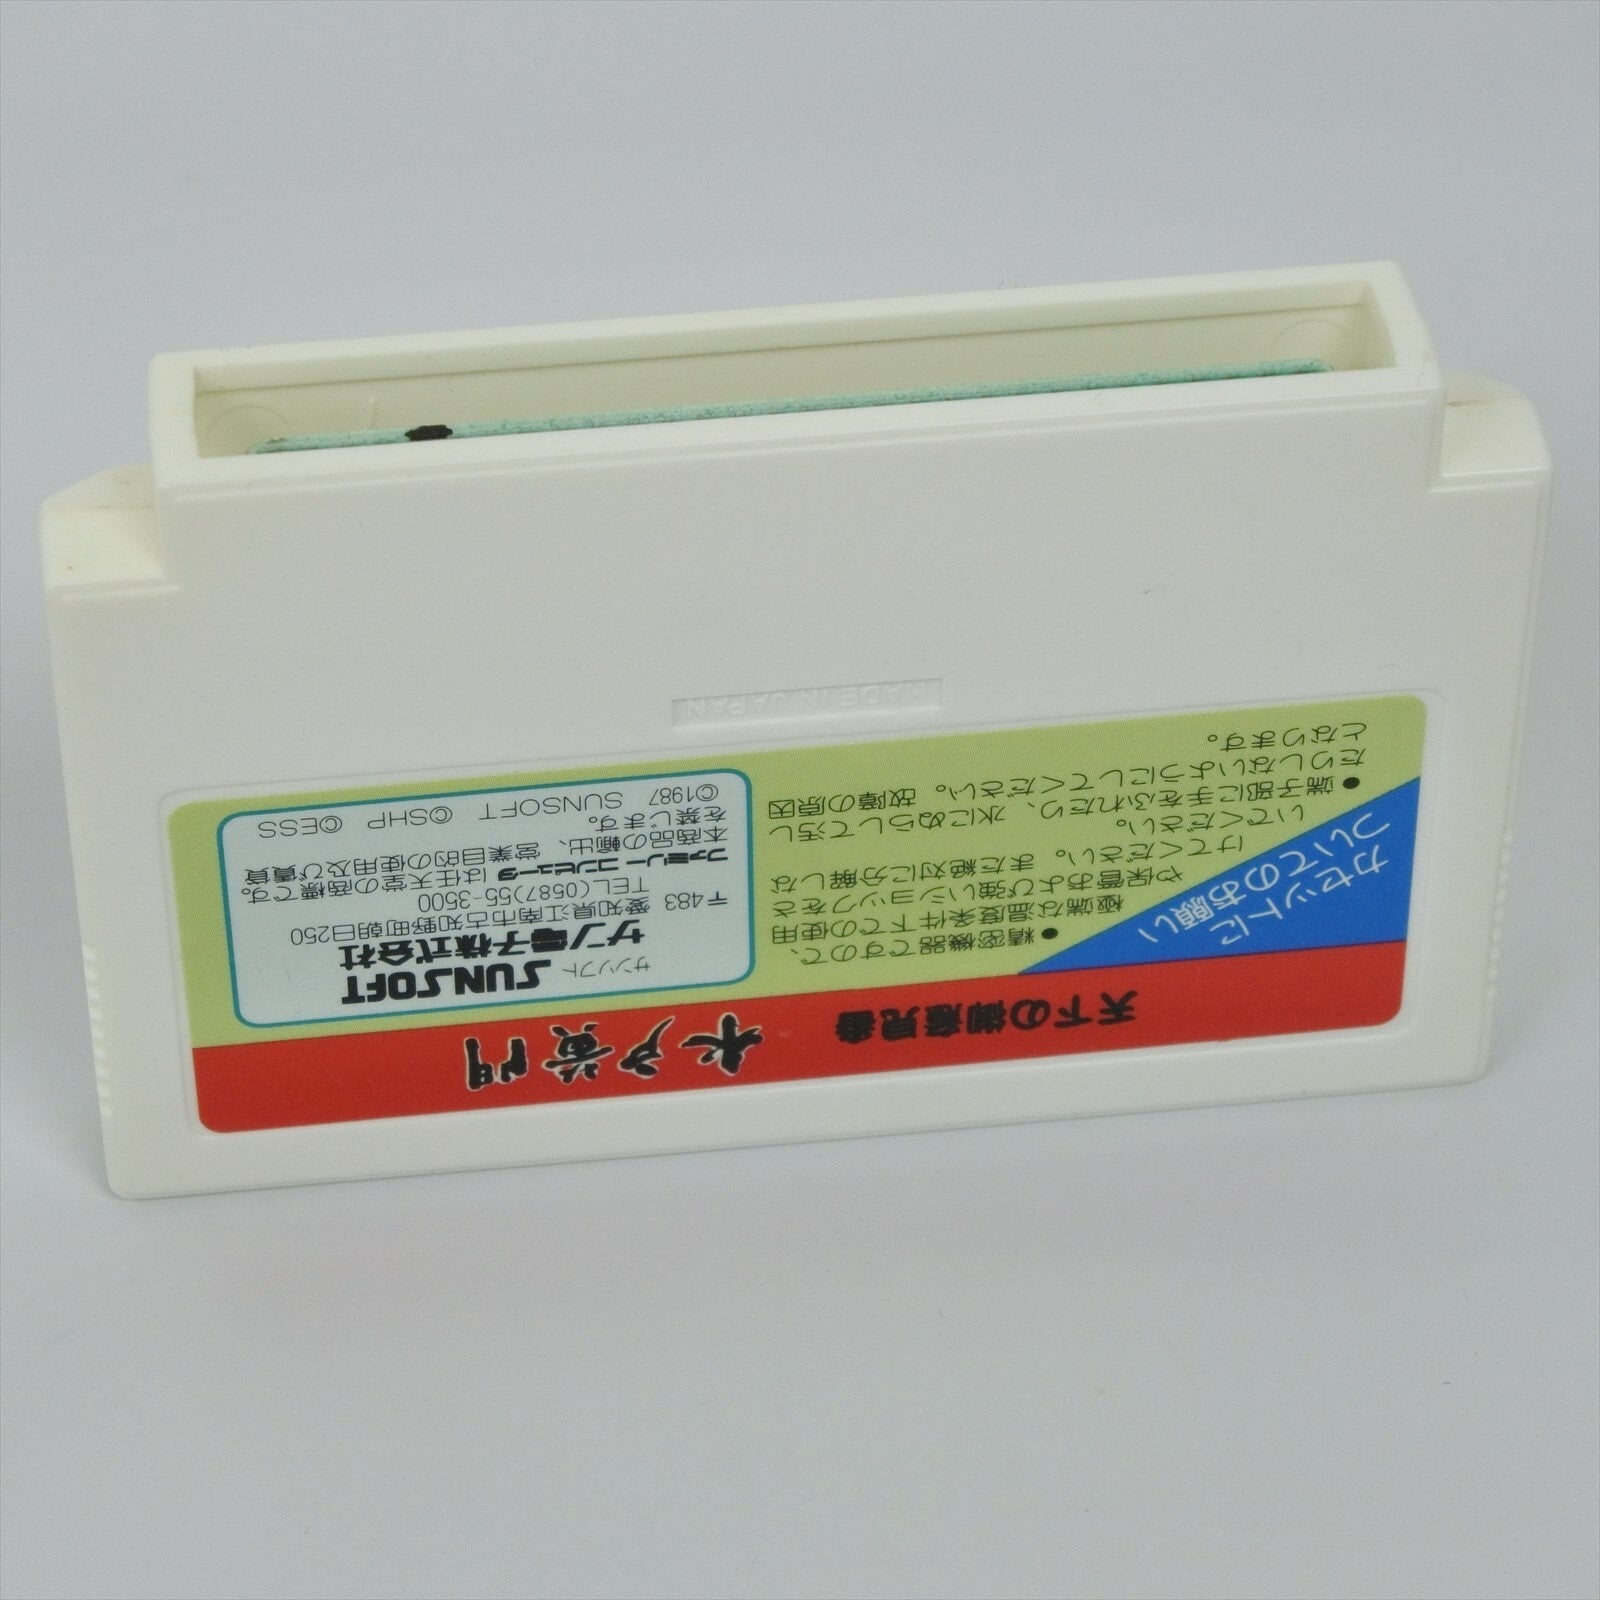 天下の御意見番 水戸黄門
カセットに
ついてのお願い
●精密機器ですので、
極端な温度条件下での使用
や保管および強いショックをさ
けてください。また絶対に分解しな
いでください。
●端子部に手をふれたり、水にぬらして汚し
たりしないようにしてください。故障の原因
となります。
サンソフト SUNSOFT
サン電子株式会社
〒483 愛知県江南市古知野町朝日250
TEL(0587)55-3500
ファミリーコンピュータは任天堂の商標です。
本商品の輸出、営業目的の使用及び賃貸
を禁じます。
©1987 SUNSOFT ©SHP ©ESS
MADE IN JAPAN